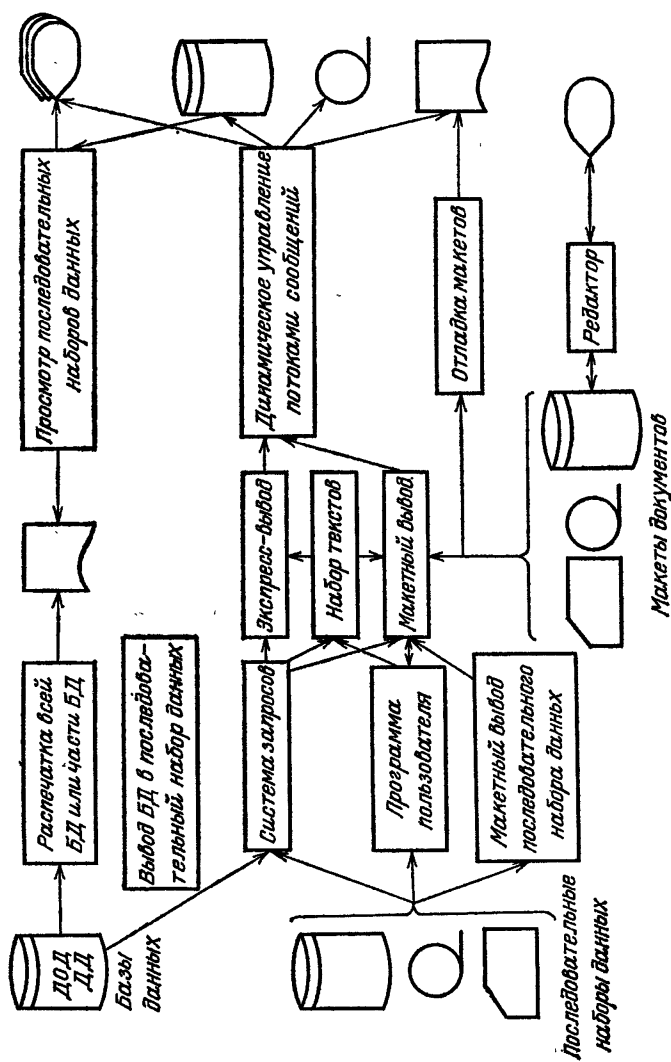 ДОД
Д.Д
Базы
данных
Распечатка всей
БД или части БД
Просмотр последовательных
наборов данных
Вывод БД в последова-
тельный набор данных
Система запросов
Экспресс-вывод
Динамическое управление
потоками сообщений
Набор текстов
Программа
пользователя
Макетный вывод
Макетный вывод
последовательного
набора данных
Отладка макетов
Последовательные
наборы данных
Макеты документов
Редактор